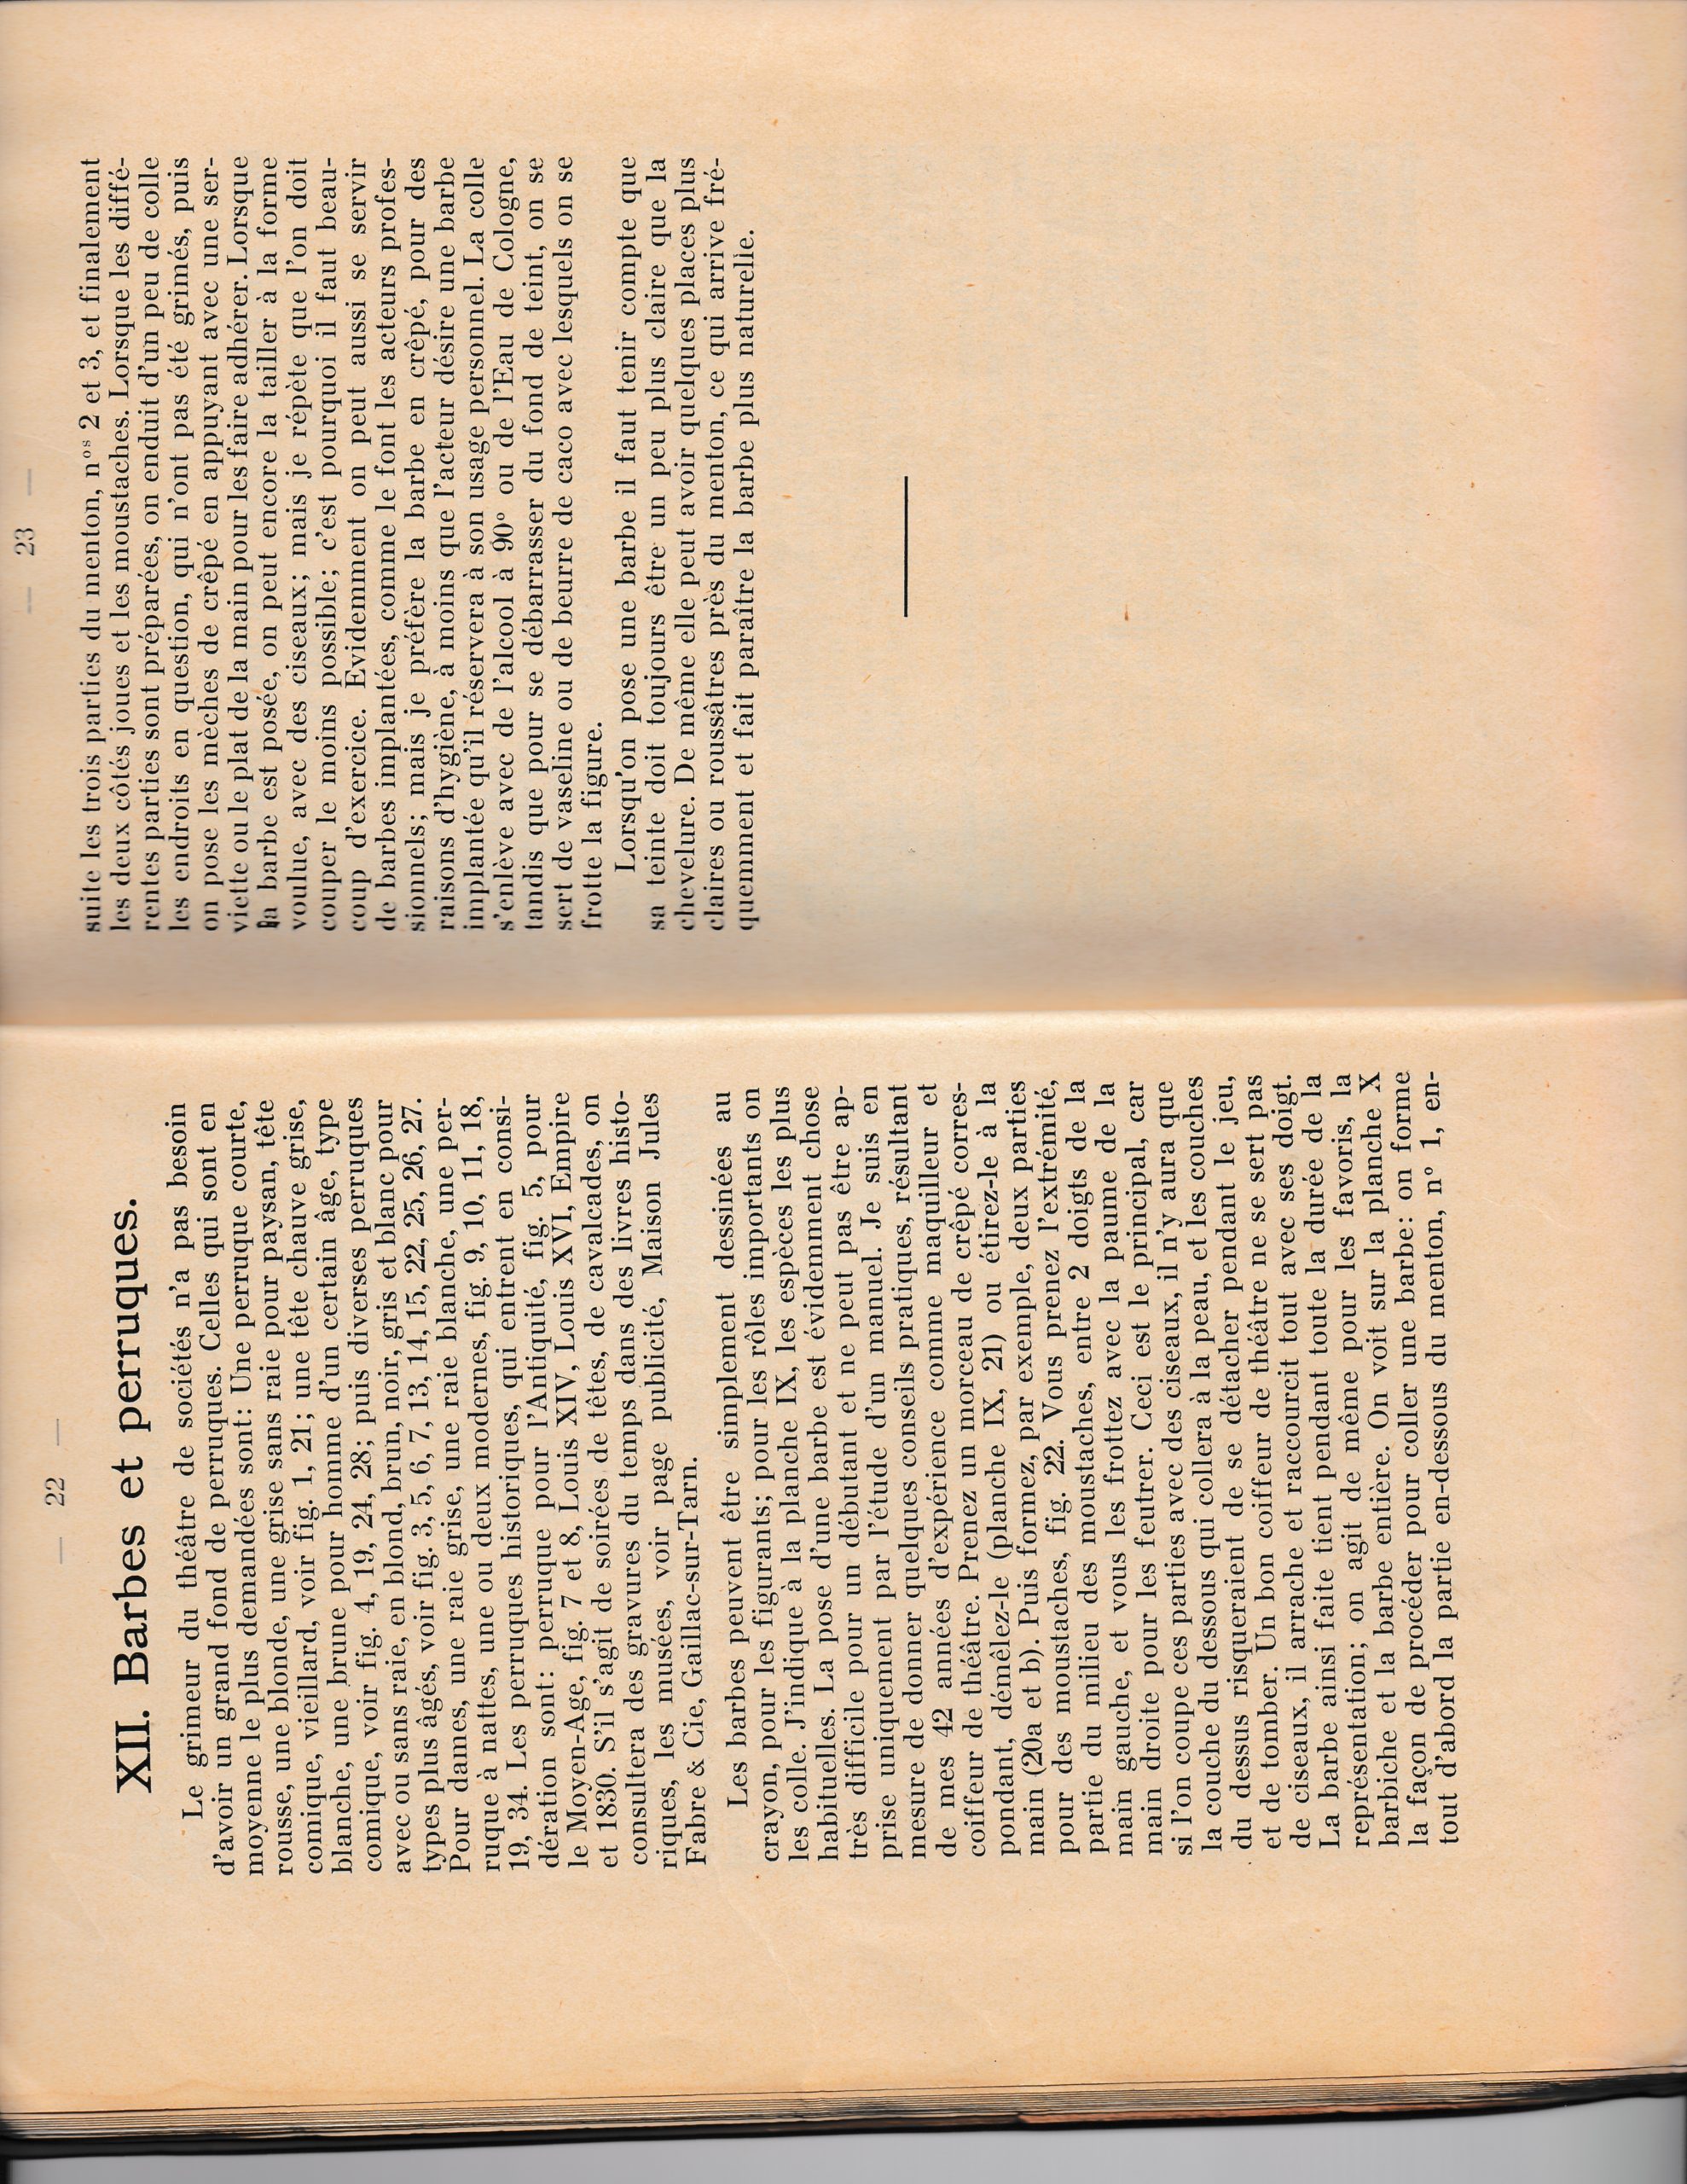 — 22 —
XII. Barbes et perruques.
Le grimeur du théâtre de sociétés n'a pas besoin
d'avoir un grand fond de perruques. Celles qui sont en
moyenne le plus demandées sont: Une perruque courte,
rousse, une blonde, une grise sans raie pour paysan, tête
comique, vieillard, voir fig. 1, 21; une tête chauve grise,
blanche, une brune pour homme d'un certain âge, type
comique, voir fig. 4, 19, 24, 28; puis diverses perruques
avec ou sans raie, en blond, brun, noir, gris et blanc pour
types plus âgés, voir fig. 3, 5, 6, 7, 13, 14, 15, 22, 25, 26, 27.
Pour dames, une raie grise, une raie blanche, une per-
ruque à nattes, une ou deux modernes, fig. 9, 10, 11, 18,
19, 34. Les perruques historiques, qui entrent en consi-
dération sont: perruque pour l'Antiquité, fig. 5, pour
le Moyen-Age, fig. 7 et 8, Louis XIV, Louis XVI, Empire
et 1830. S'il s'agit de soirées de têtes, de cavalcades, on
consultera des gravures du temps dans des livres histo-
riques, les musées, voir page publicité, Maison Jules
Fabre & Cie, Gaillac-sur-Tarn.
Les barbes peuvent être simplement dessinées au
crayon, pour les figurants; pour les rôles importants on
les colle. J'indique à la planche IX, les espèces les plus
habituelles. La pose d'une barbe est évidemment chose
très difficile pour un débutant et ne peut pas être ap-
prise uniquement par l'étude d'un manuel. Je suis en
mesure de donner quelques conseils pratiques, résultant
de mes 42 années d'expérience comme maquilleur et
coiffeur de théâtre. Prenez un morceau de crêpé corres-
pondant, démêlez-le (planche IX, 21) ou étirez-le à la
main (20a et b). Puis formez, par exemple, deux parties
pour des moustaches, fig. 22. Vous prenez l'extrémité,
partie du milieu des moustaches, entre 2 doigts de la
main gauche, et vous les frottez avec la paume de la
main droite pour les feutrer. Ceci est le principal, car
si l'on coupe ces parties avec des ciseaux, il n'y aura que
la couche du dessous qui collera à la peau, et les couches
du dessus risqueraient de se détacher pendant le jeu,
et de tomber. Un bon coiffeur de théâtre ne se sert pas
de ciseaux, il arrache et raccourcit tout avec ses doigt.
La barbe ainsi faite tient pendant toute la durée de la
représentation; on agit de même pour les favoris, la
barbiche et la barbe entière. On voit sur la planche X
la façon de procéder pour coller une barbe: on forme
tout d'abord la partie en-dessous du menton, n° 1, en-
— 23 —
suite les trois parties du menton, nos 2 et 3, et finalement
les deux côtés joues et les moustaches. Lorsque les diffé-
rentes parties sont préparées, on enduit d'un peu de colle
les endroits en question, qui n'ont pas été grimés, puis
on pose les mèches de crêpé en appuyant avec une ser-
viette ou le plat de la main pour les faire adhérer. Lorsque
la barbe est posée, on peut encore la tailler à la forme
voulue, avec des ciseaux; mais je répète que l'on doit
couper le moins possible; c'est pourquoi il faut beau-
coup d'exercice. Evidemment on peut aussi se servir
de barbes implantées, comme le font les acteurs profes-
sionnels; mais je préfère la barbe en crêpé, pour des
raisons d'hygiène, à moins que l'acteur désire une barbe
implantée qu'il réservera à son usage personnel. La colle
s'enlève avec de l'alcool à 90° ou de l'Eau de Cologne,
tandis que pour se débarrasser du fond de teint, on se
sert de vaseline ou de beurre de caco avec lesquels on se
frotte la figure.
Lorsqu'on pose une barbe il faut tenir compte que
sa teinte doit toujours être un peu plus claire que la
chevelure. De même elle peut avoir quelques places plus
claires ou roussâtres près du menton, ce qui arrive fré-
quemment et fait paraître la barbe plus naturelie.